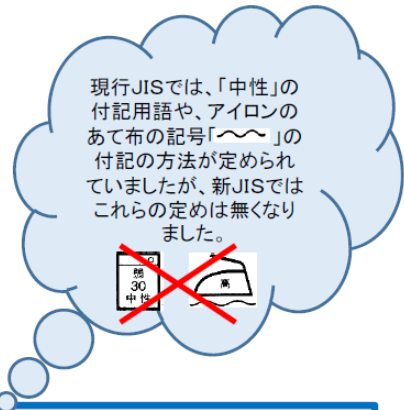 現行JISでは、「中性」の
付記用語や、アイロンの
あて布の記号「〜〜」の
付記の方法が定められ
ていましたが、新JISでは
これらの定めは無くなり
ました。
弱
30
中性
高